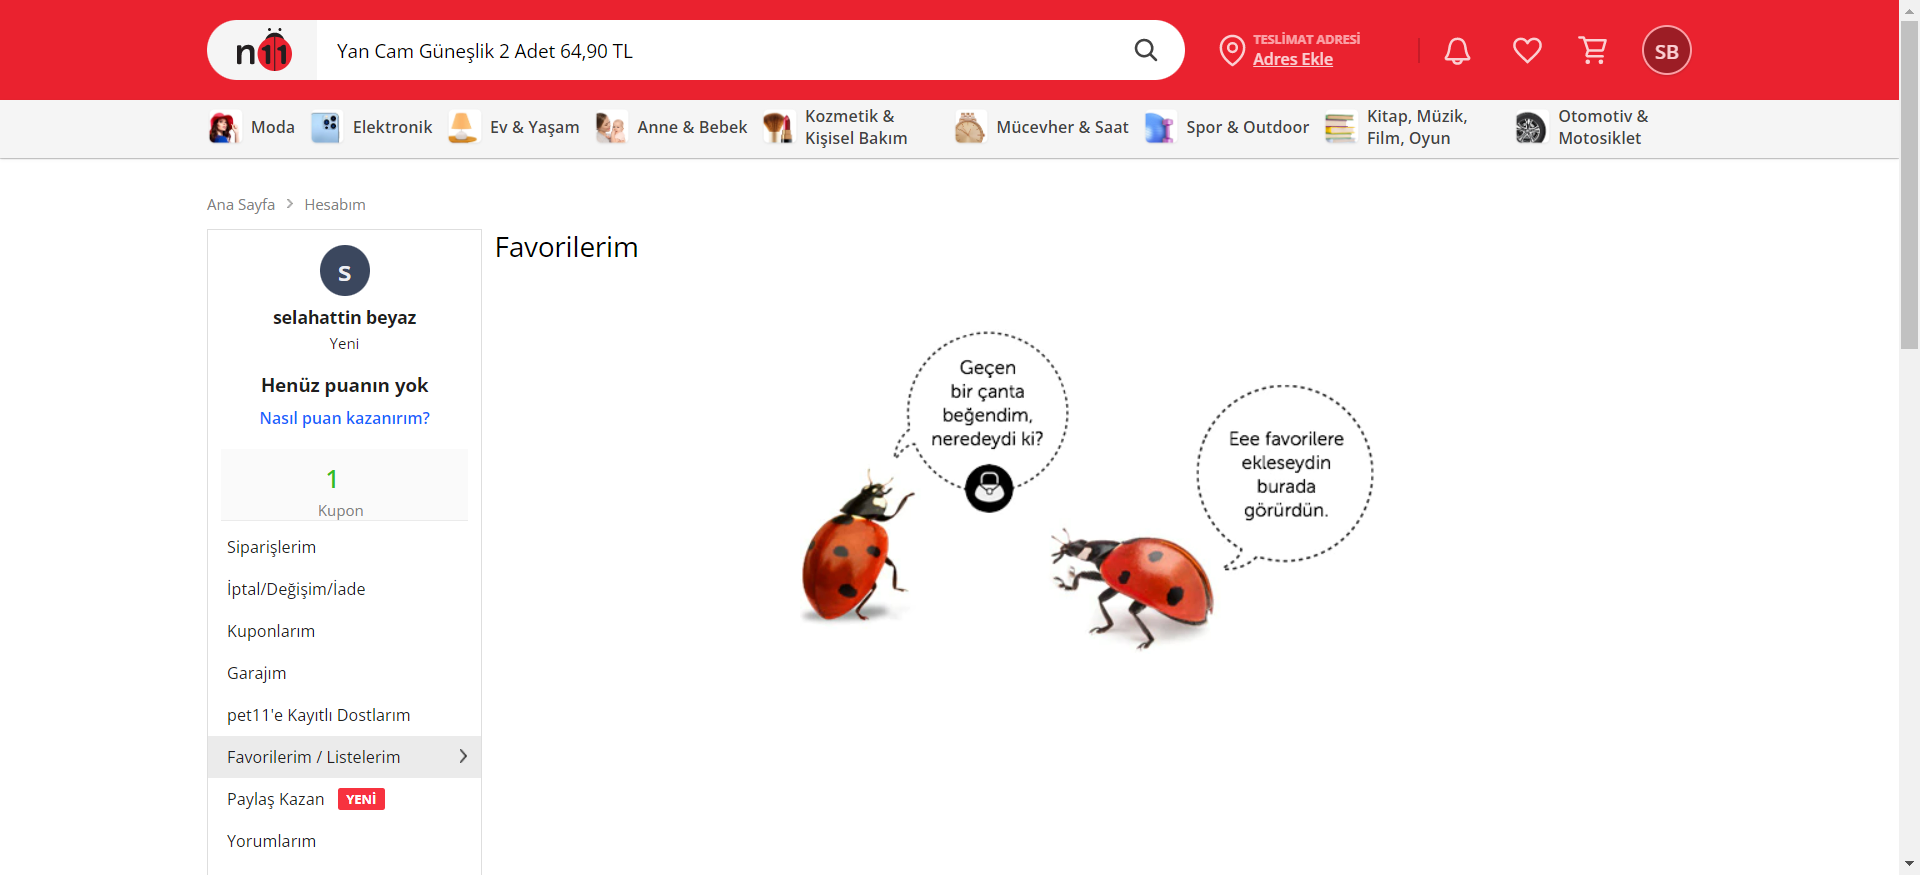 n11
Yan Cam Güneşlik 2 Adet 64,90 TL
TESLİMAT ADRESİ
Adres Ekle
SB
Moda
Elektronik
Ev & Yaşam
Anne & Bebek
Kozmetik &
Kişisel Bakım
Mücevher & Saat
Spor & Outdoor
Kitap, Müzik,
Film, Oyun
Otomotiv &
Motosiklet
Ana Sayfa > Hesabım
s
selahattin beyaz
Yeni
Henüz puanın yok
Nasıl puan kazanırım?
1
Kupon
Siparişlerim
İptal/Değişim/İade
Kuponlarım
Garajım
pet11'e Kayıtlı Dostlarım
Favorilerim / Listelerim
Paylaş Kazan YENİ
Yorumlarım
Favorilerim
Geçen
bir çanta
beğendim,
neredeydi ki?
Eee favorilere
ekleseydin
burada
görürdün.